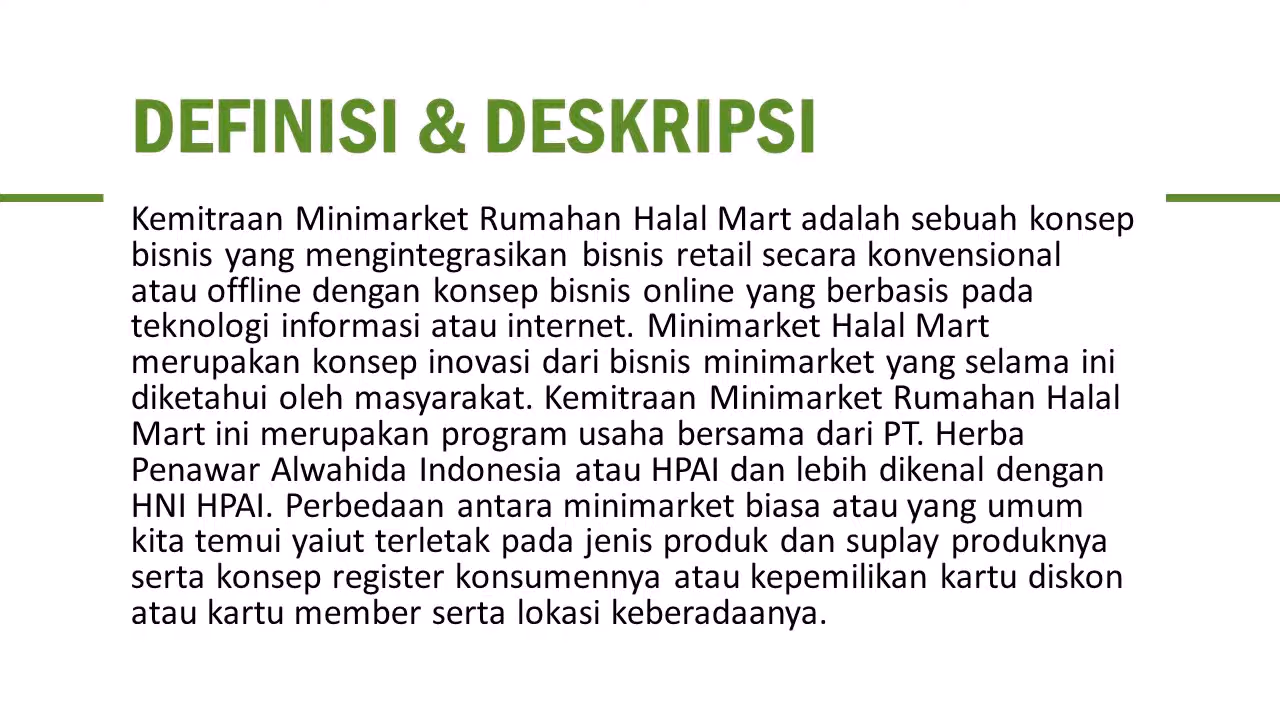 DEFINISI & DESKRIPSI
Kemitraan Minimarket Rumahan Halal Mart adalah sebuah konsep
bisnis yang mengintegrasikan bisnis retail secara konvensional
atau offline dengan konsep bisnis online yang berbasis pada
teknologi informasi atau internet. Minimarket Halal Mart
merupakan konsep inovasi dari bisnis minimarket yang selama ini
diketahui oleh masyarakat. Kemitraan Minimarket Rumahan Halal
Mart ini merupakan program usaha bersama dari PT. Herba
Penawar Alwahida Indonesia atau HPAI dan lebih dikenal dengan
HNI HPAI. Perbedaan antara minimarket biasa atau yang umum
kita temui yaiut terletak pada jenis produk dan suplay produknya
serta konsep register konsumennya atau kepemilikan kartu diskon
atau kartu member serta lokasi keberadaanya.